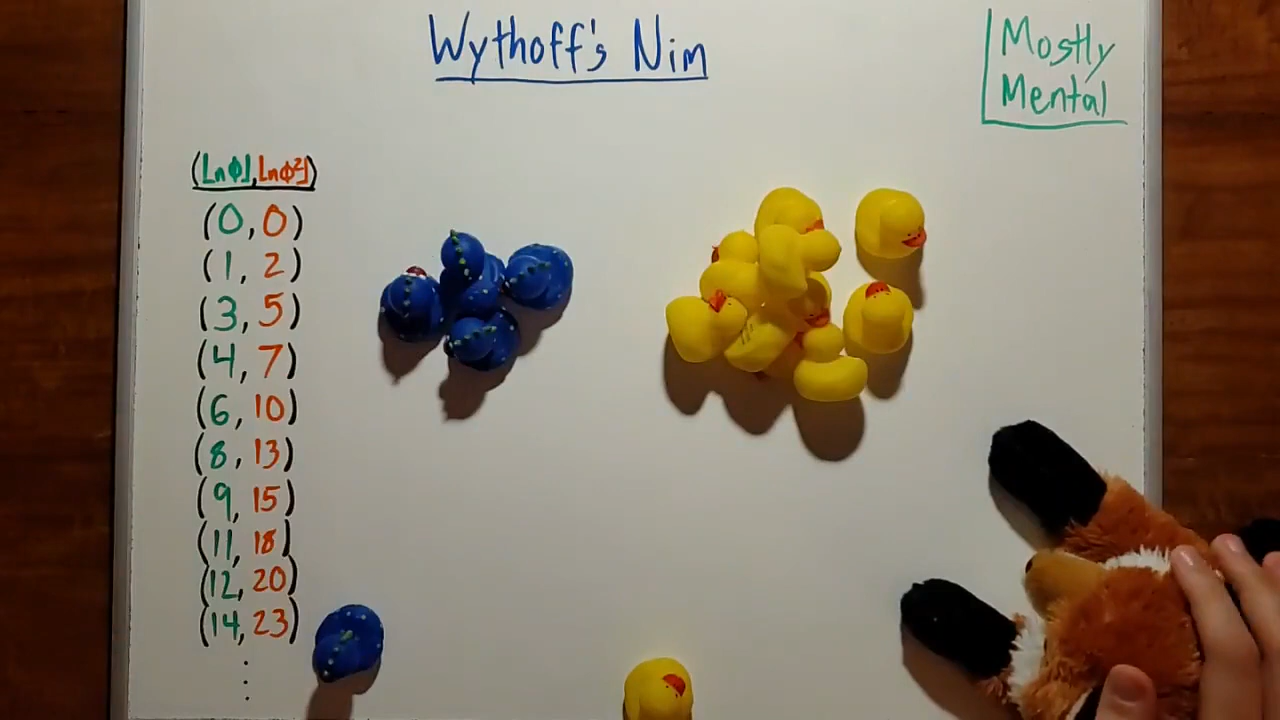 Wythoff's Nim
Mostly
Mental
(⌊nϕ⌋,⌊nϕ²⌋)
(0,0)
(1,2)
(3,5)
(4,7)
(6,10)
(8,13)
(9,15)
(11,18)
(12,20)
(14,23)
⋮